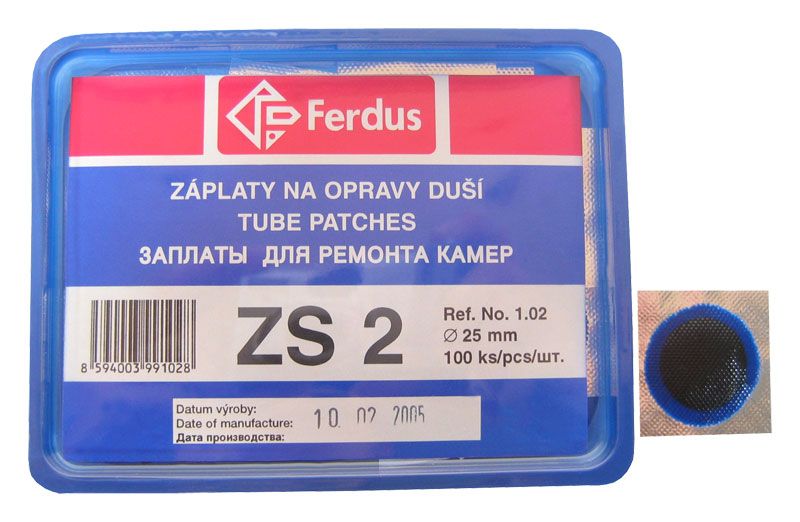 Ferdus
ZÁPLATY NA OPRAVY DUŠÍ
TUBE PATCHES
ЗАПЛАТЫ ДЛЯ РЕМОНТА КАМЕР
ZS 2
Ref. No. 1.02
∅ 25 mm
100 ks/pcs/шт.
8 594003 991028
Datum výroby:
Date of manufacture: 10. 02 2005
Дата производства: